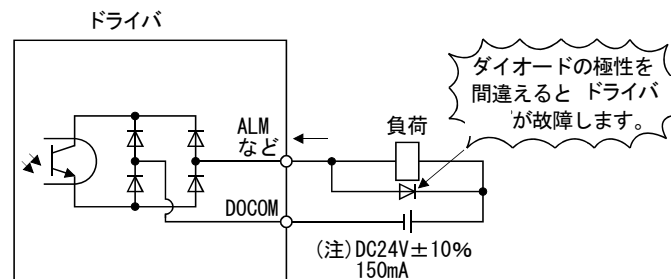 ドライバ
ダイオードの極性を
間違えると ドライバ
が故障します。
ALM
など
負荷
DOCOM
(注)DC24V±10%
150mA